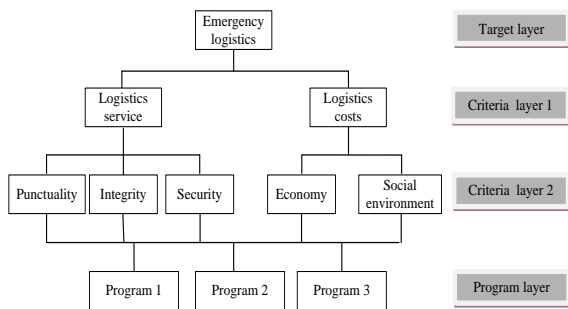 Emergency
logistics
Target layer
Logistics
service
Logistics
costs
Criteria layer 1
Punctuality
Integrity
Security
Economy
Social
environment
Criteria layer 2
Program 1
Program 2
Program 3
Program layer